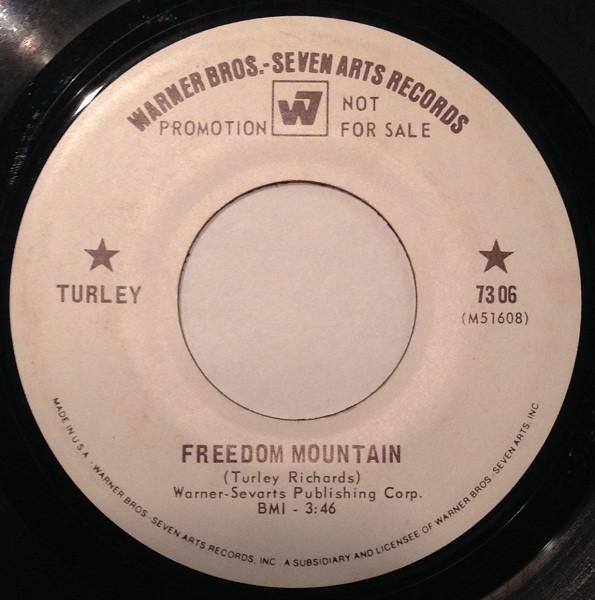 WARNER BROS.-SEVEN ARTS RECORDS
PROMOTION W7 NOT
FOR SALE
★ ★
TURLEY 7306
(M51608)
FREEDOM MOUNTAIN
(Turley Richards)
Warner-Sevarts Publishing Corp.
BMI - 3:46
MADE IN U.S.A. · WARNER BROS.-SEVEN ARTS RECORDS, INC. A SUBSIDIARY AND LICENSEE OF WARNER BROS.-SEVEN ARTS, INC.